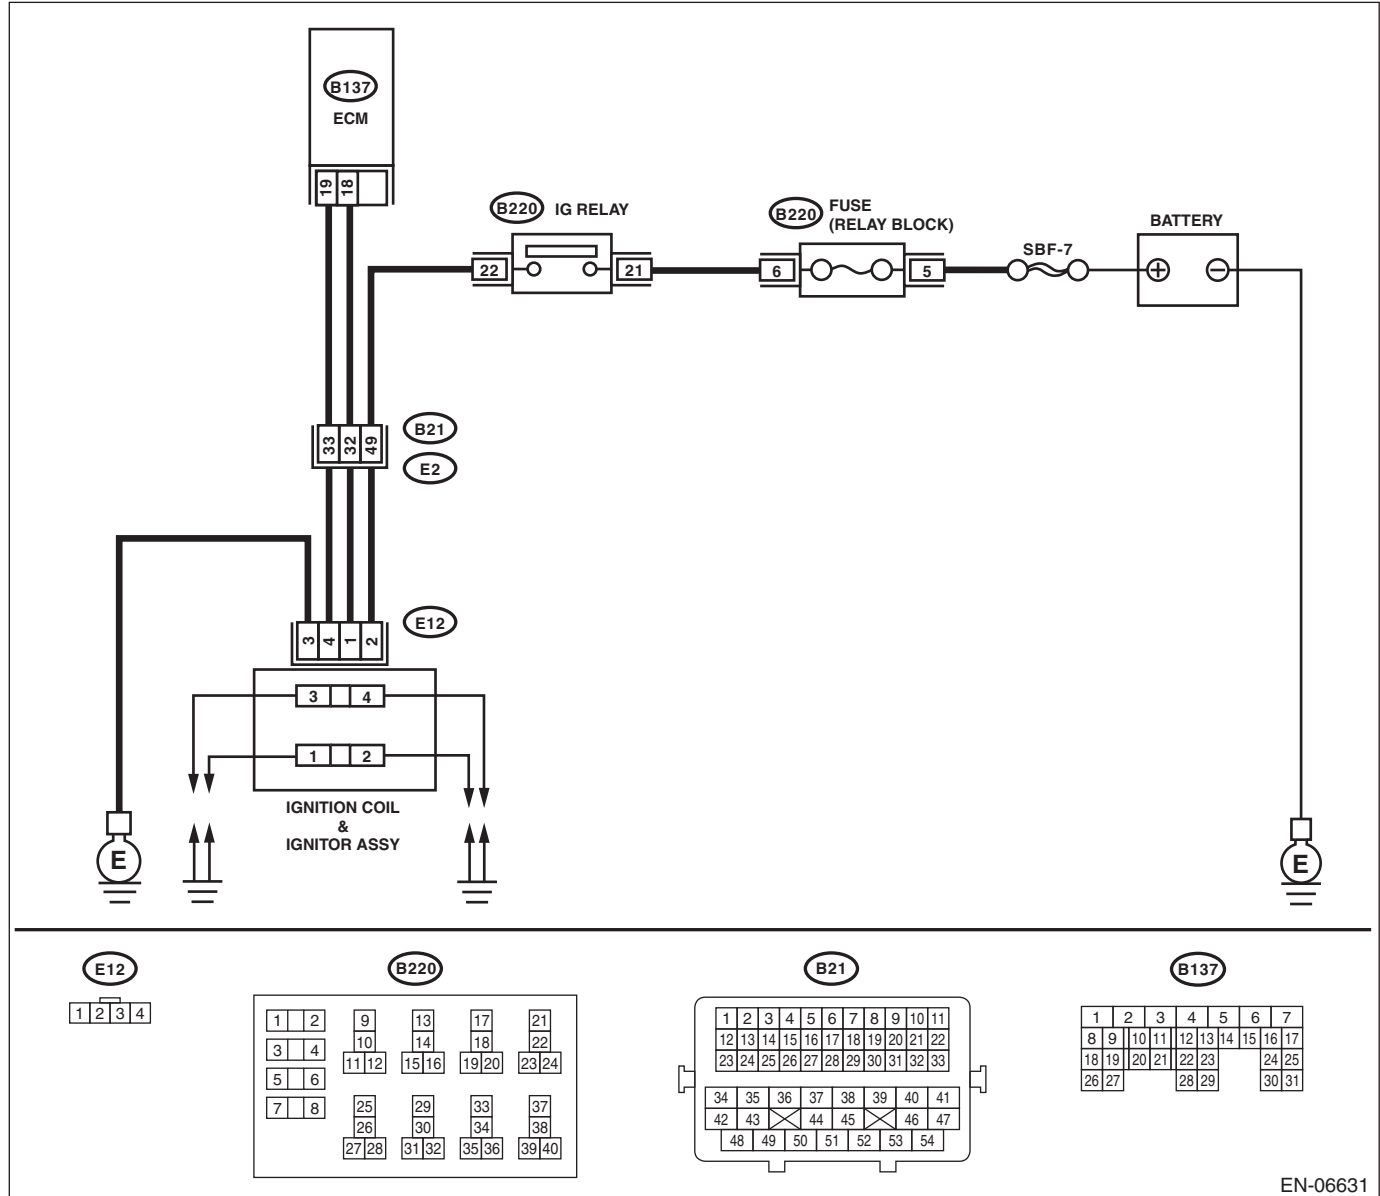 B137
ECM
19 18
B220 IG RELAY
B220 FUSE
(RELAY BLOCK)
BATTERY
SBF-7
22 21 6 5 + −
33 32 49
B21
E2
3 4 1 2
E12
3 4
1 2
IGNITION COIL
&
IGNITOR ASSY
E E
E12
1 2 3 4
B220
1 2 9 13 17 21
10 14 18 22
3 4 11 12 15 16 19 20 23 24
5 6
7 8 25 29 33 37
26 30 34 38
27 28 31 32 35 36 39 40
B21
1 2 3 4 5 6 7 8 9 10 11
12 13 14 15 16 17 18 19 20 21 22
23 24 25 26 27 28 29 30 31 32 33
34 35 36 37 38 39 40 41
42 43 44 45 46 47
48 49 50 51 52 53 54
B137
1 2 3 4 5 6 7
8 9 10 11 12 13 14 15 16 17
18 19 20 21 22 23 24 25
26 27 28 29 30 31
EN-06631